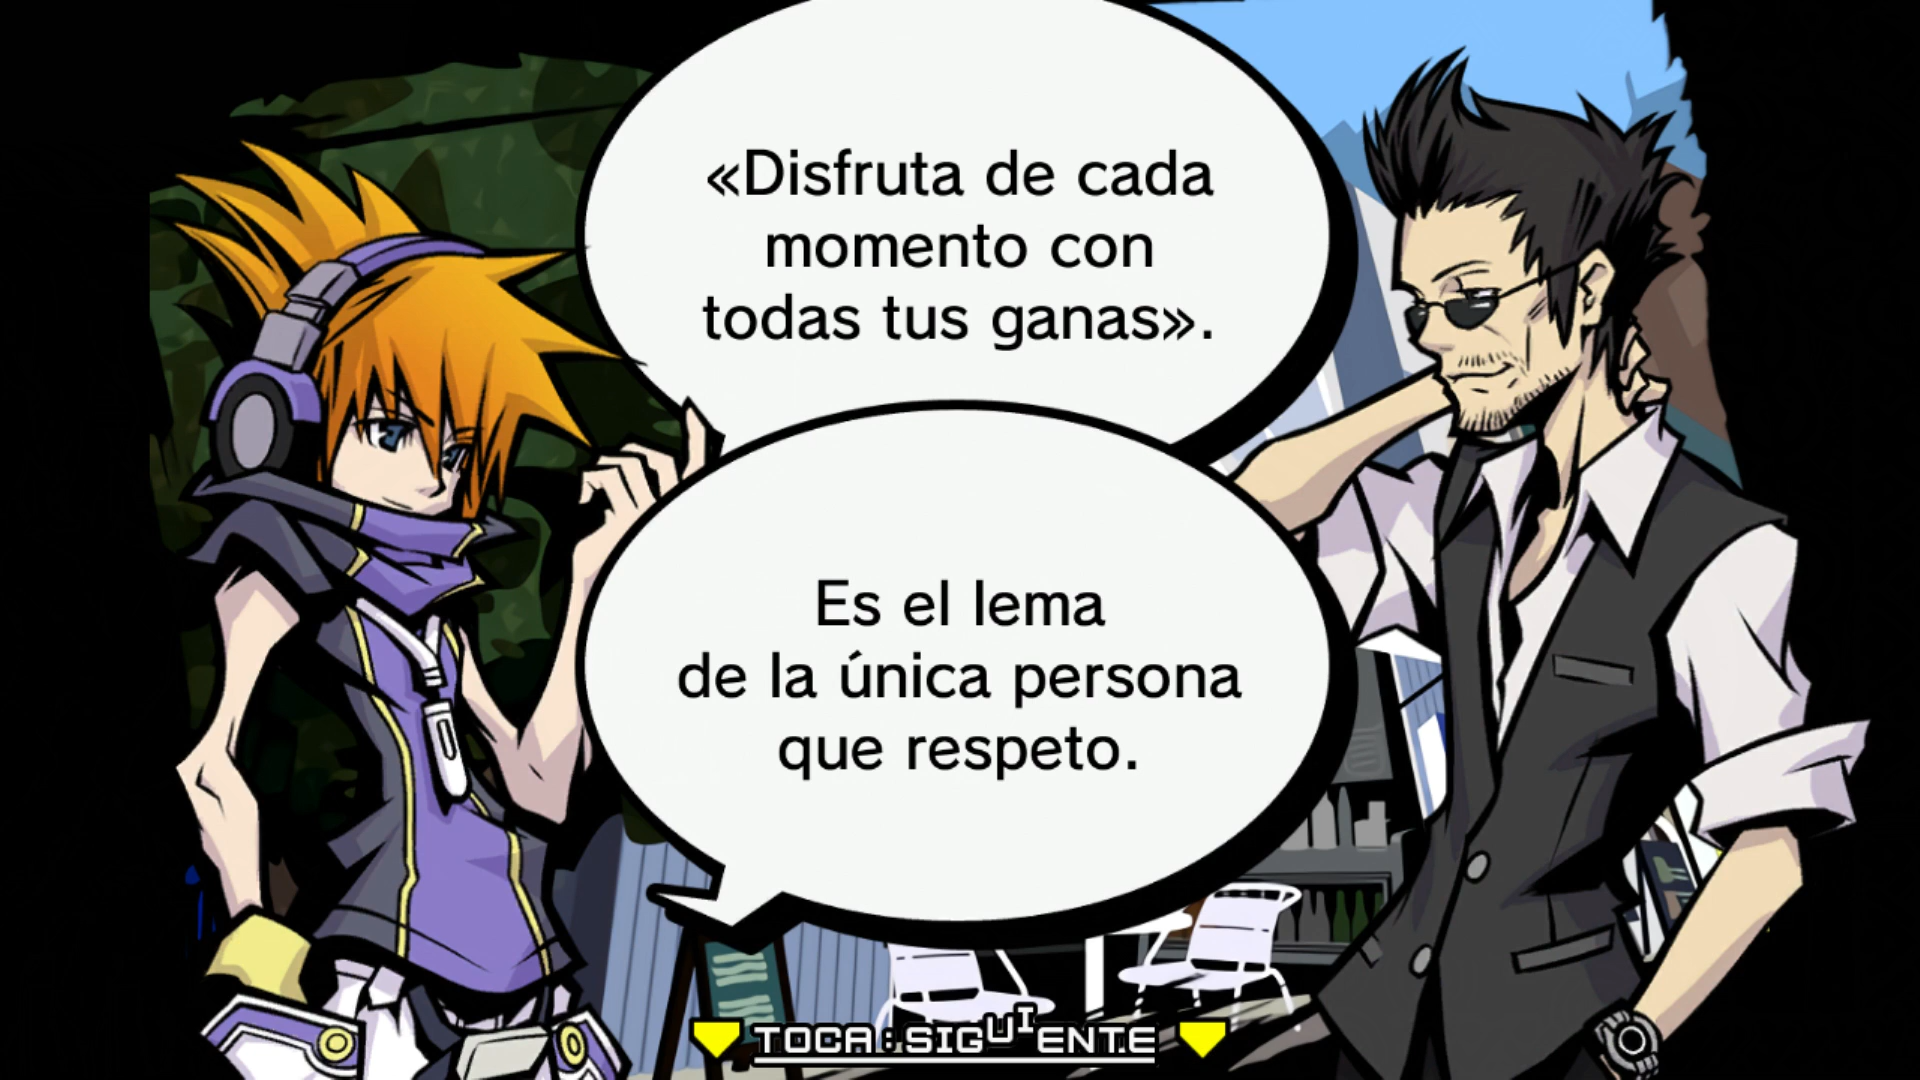 «Disfruta de cada
momento con
todas tus ganas».
Es el lema
de la única persona
que respeto.
TOCA:SIGUIENTE